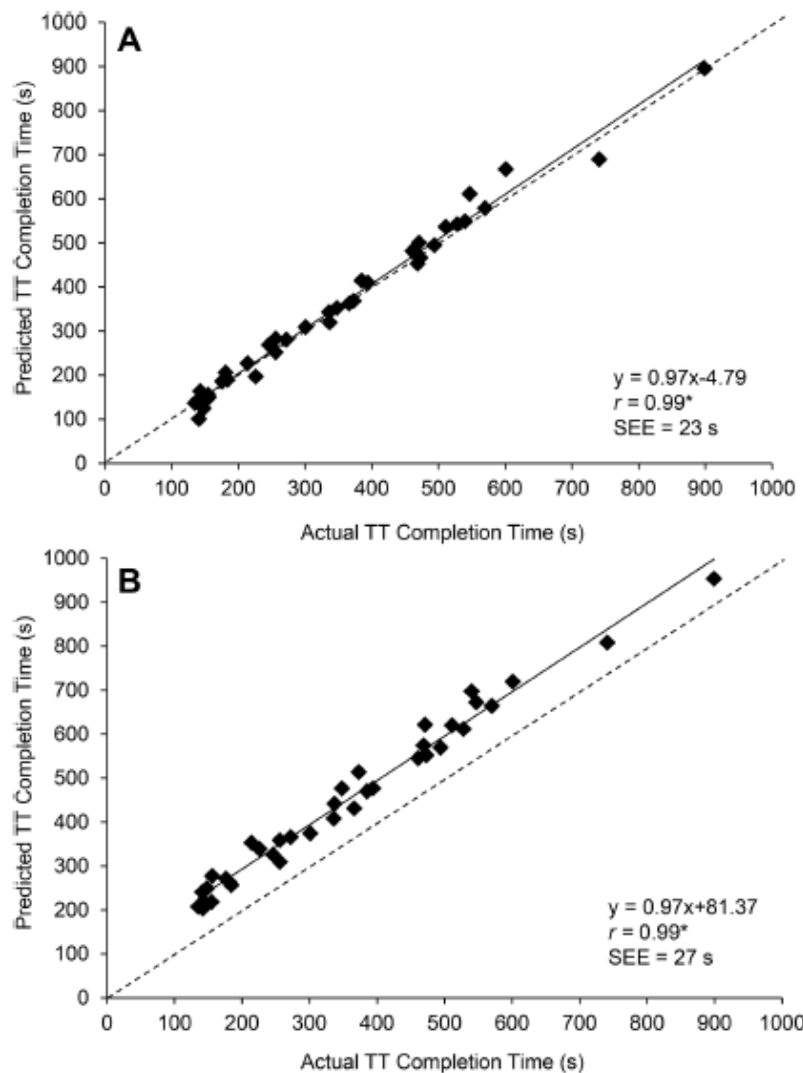 A
Predicted TT Completion Time (s)
1000
900
800
700
600
500
400
300
200
100
0
y = 0.97x-4.79
r = 0.99*
SEE = 23 s
0 100 200 300 400 500 600 700 800 900 1000
Actual TT Completion Time (s)
B
Predicted TT Completion Time (s)
1000
900
800
700
600
500
400
300
200
100
0
y = 0.97x+81.37
r = 0.99*
SEE = 27 s
0 100 200 300 400 500 600 700 800 900 1000
Actual TT Completion Time (s)